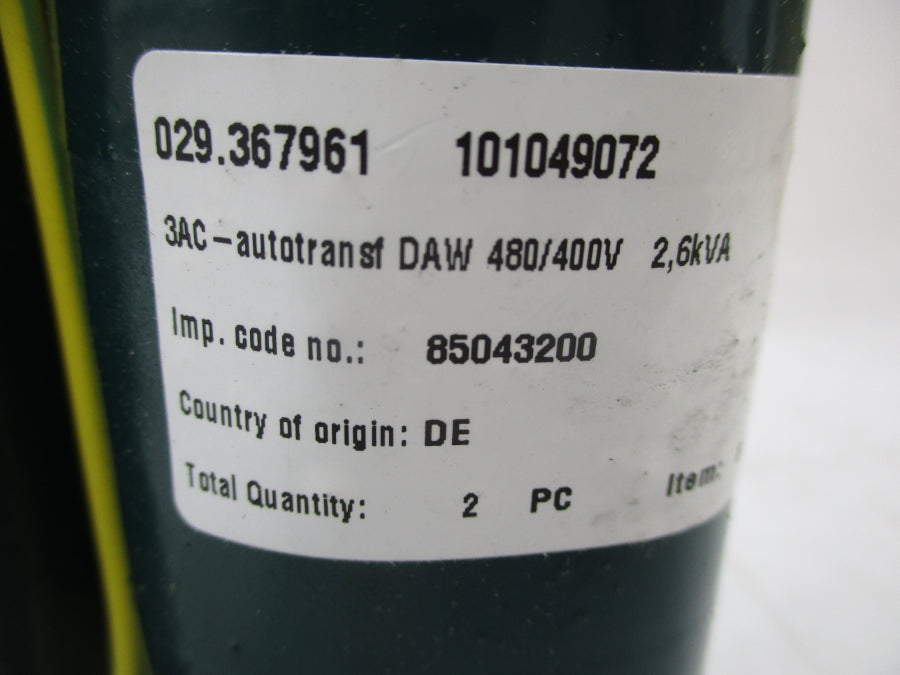 029.367961 101049072
3AC-autotransf DAW 480/400V 2,6kVA
Imp. code no.: 85043200
Country of origin: DE
Total Quantity: 2 PC Item: